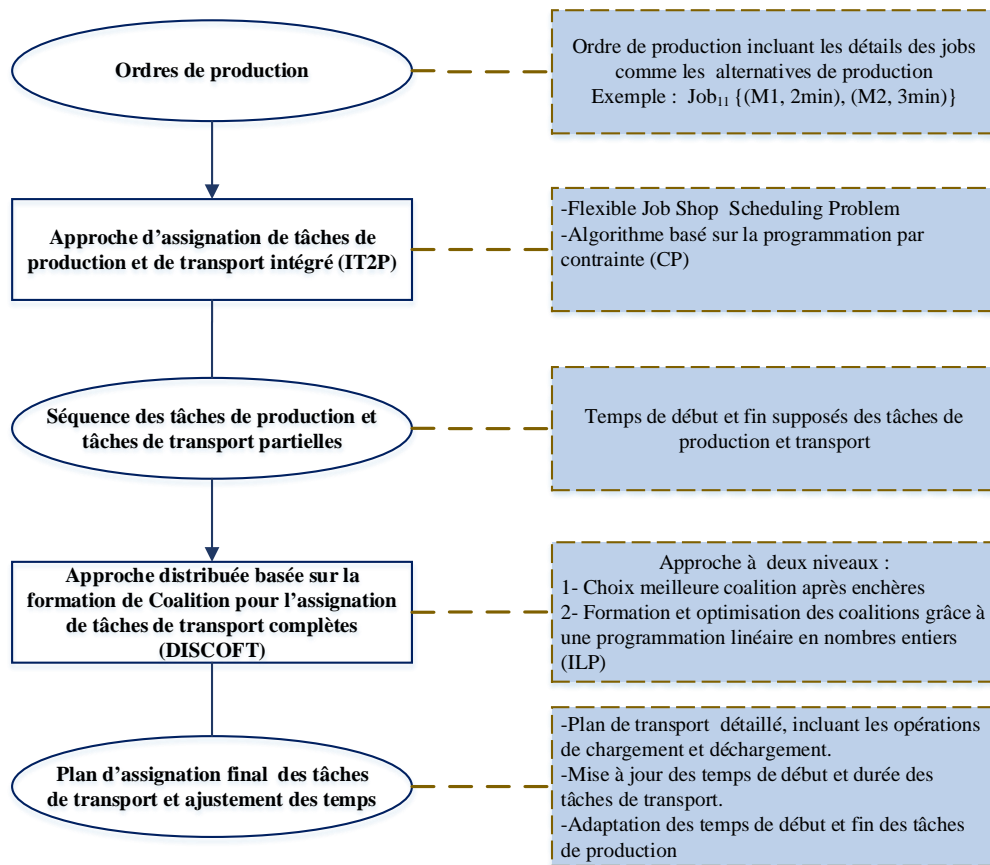 Ordres de production
Ordre de production incluant les détails des jobs
comme les alternatives de production
Exemple : Job₁₁ {(M1, 2min), (M2, 3min)}
Approche d'assignation de tâches de
production et de transport intégré (IT2P)
-Flexible Job Shop Scheduling Problem
-Algorithme basé sur la programmation par
contrainte (CP)
Séquence des tâches de production et
tâches de transport partielles
Temps de début et fin supposés des tâches de
production et transport
Approche distribuée basée sur la
formation de Coalition pour l'assignation
de tâches de transport complètes
(DISCOFT)
Approche à deux niveaux :
1- Choix meilleure coalition après enchères
2- Formation et optimisation des coalitions grâce à
une programmation linéaire en nombres entiers
(ILP)
Plan d'assignation final des tâches
de transport et ajustement des temps
-Plan de transport détaillé, incluant les opérations
de chargement et déchargement.
-Mise à jour des temps de début et durée des
tâches de transport.
-Adaptation des temps de début et fin des tâches
de production